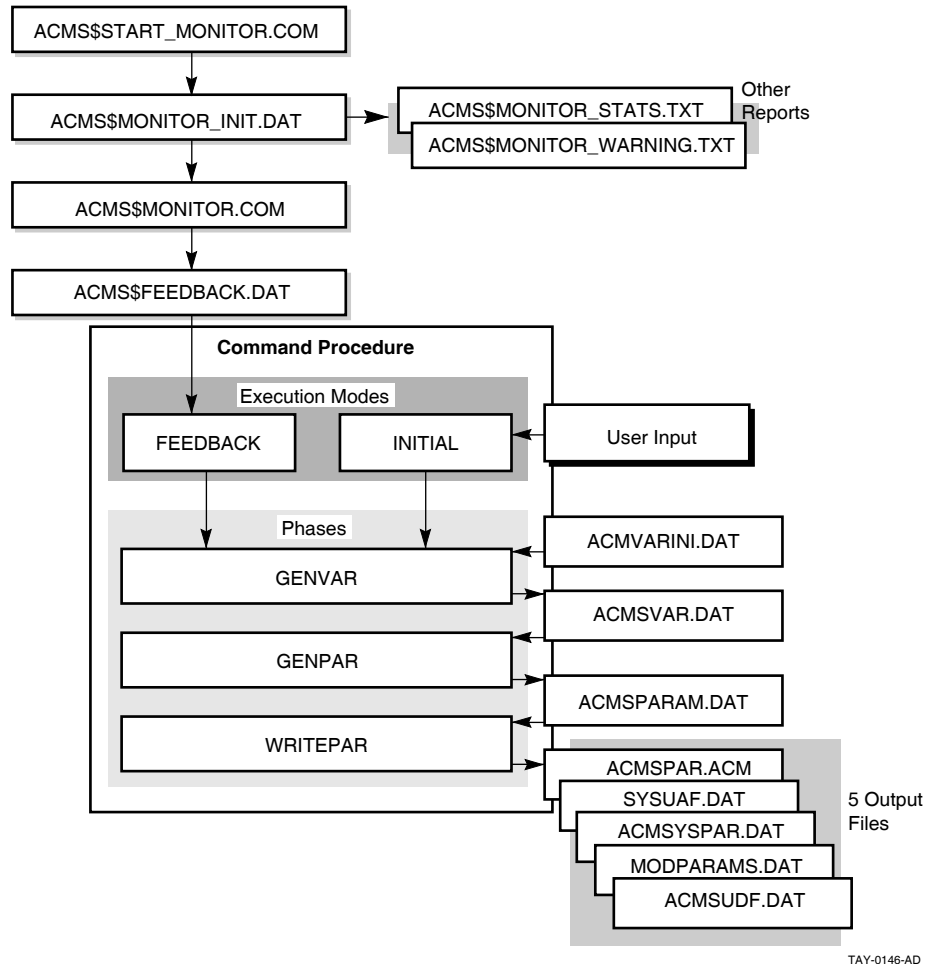 ACMS$START_MONITOR.COM
ACMS$MONITOR_INIT.DAT
Other
Reports
ACMS$MONITOR_STATS.TXT
ACMS$MONITOR_WARNING.TXT
ACMS$MONITOR.COM
ACMS$FEEDBACK.DAT
Command Procedure
Execution Modes
FEEDBACK
INITIAL
User Input
Phases
GENVAR
ACMVARINI.DAT
ACMSVAR.DAT
GENPAR
ACMSPARAM.DAT
WRITEPAR
ACMSPAR.ACM
SYSUAF.DAT
ACMSYSPAR.DAT
MODPARAMS.DAT
ACMSUDF.DAT
5 Output
Files
TAY-0146-AD